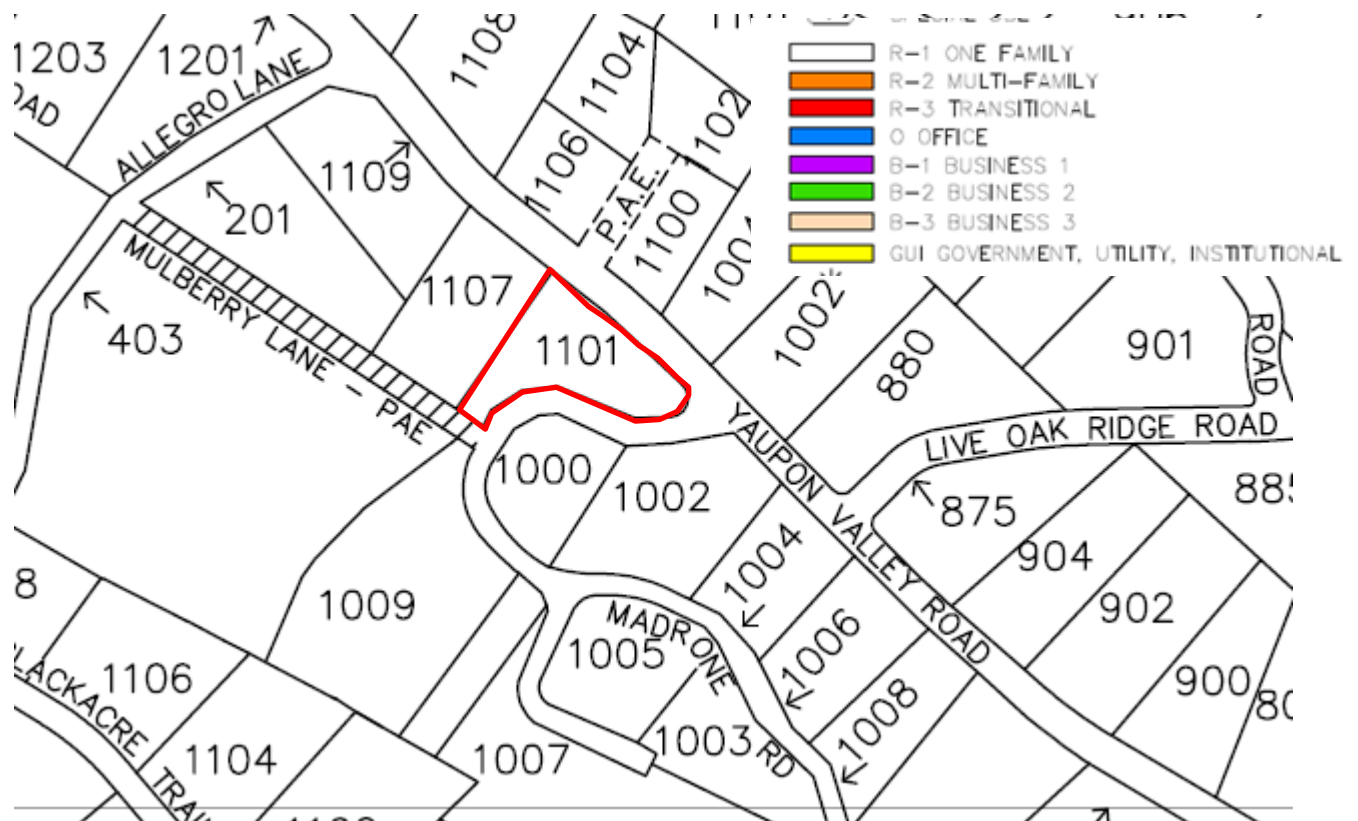 1203
1201
ALLEGRO LANE
1108
1104
1102
1106
P.A.E.
1100
R-1 ONE FAMILY
R-2 MULTI-FAMILY
R-3 TRANSITIONAL
O OFFICE
B-1 BUSINESS 1
B-2 BUSINESS 2
B-3 BUSINESS 3
GUI GOVERNMENT, UTILITY, INSTITUTIONAL
1109
201
1107
1101
1002*
880
901
ROAD
MULBERRY LANE - PAE
403
YAUPON VALLEY ROAD
LIVE OAK RIDGE ROAD
1000
1002
875
904
902
900
1004
1006
1008
1009
MADRONE RD
1005
1003
1007
1106
1104